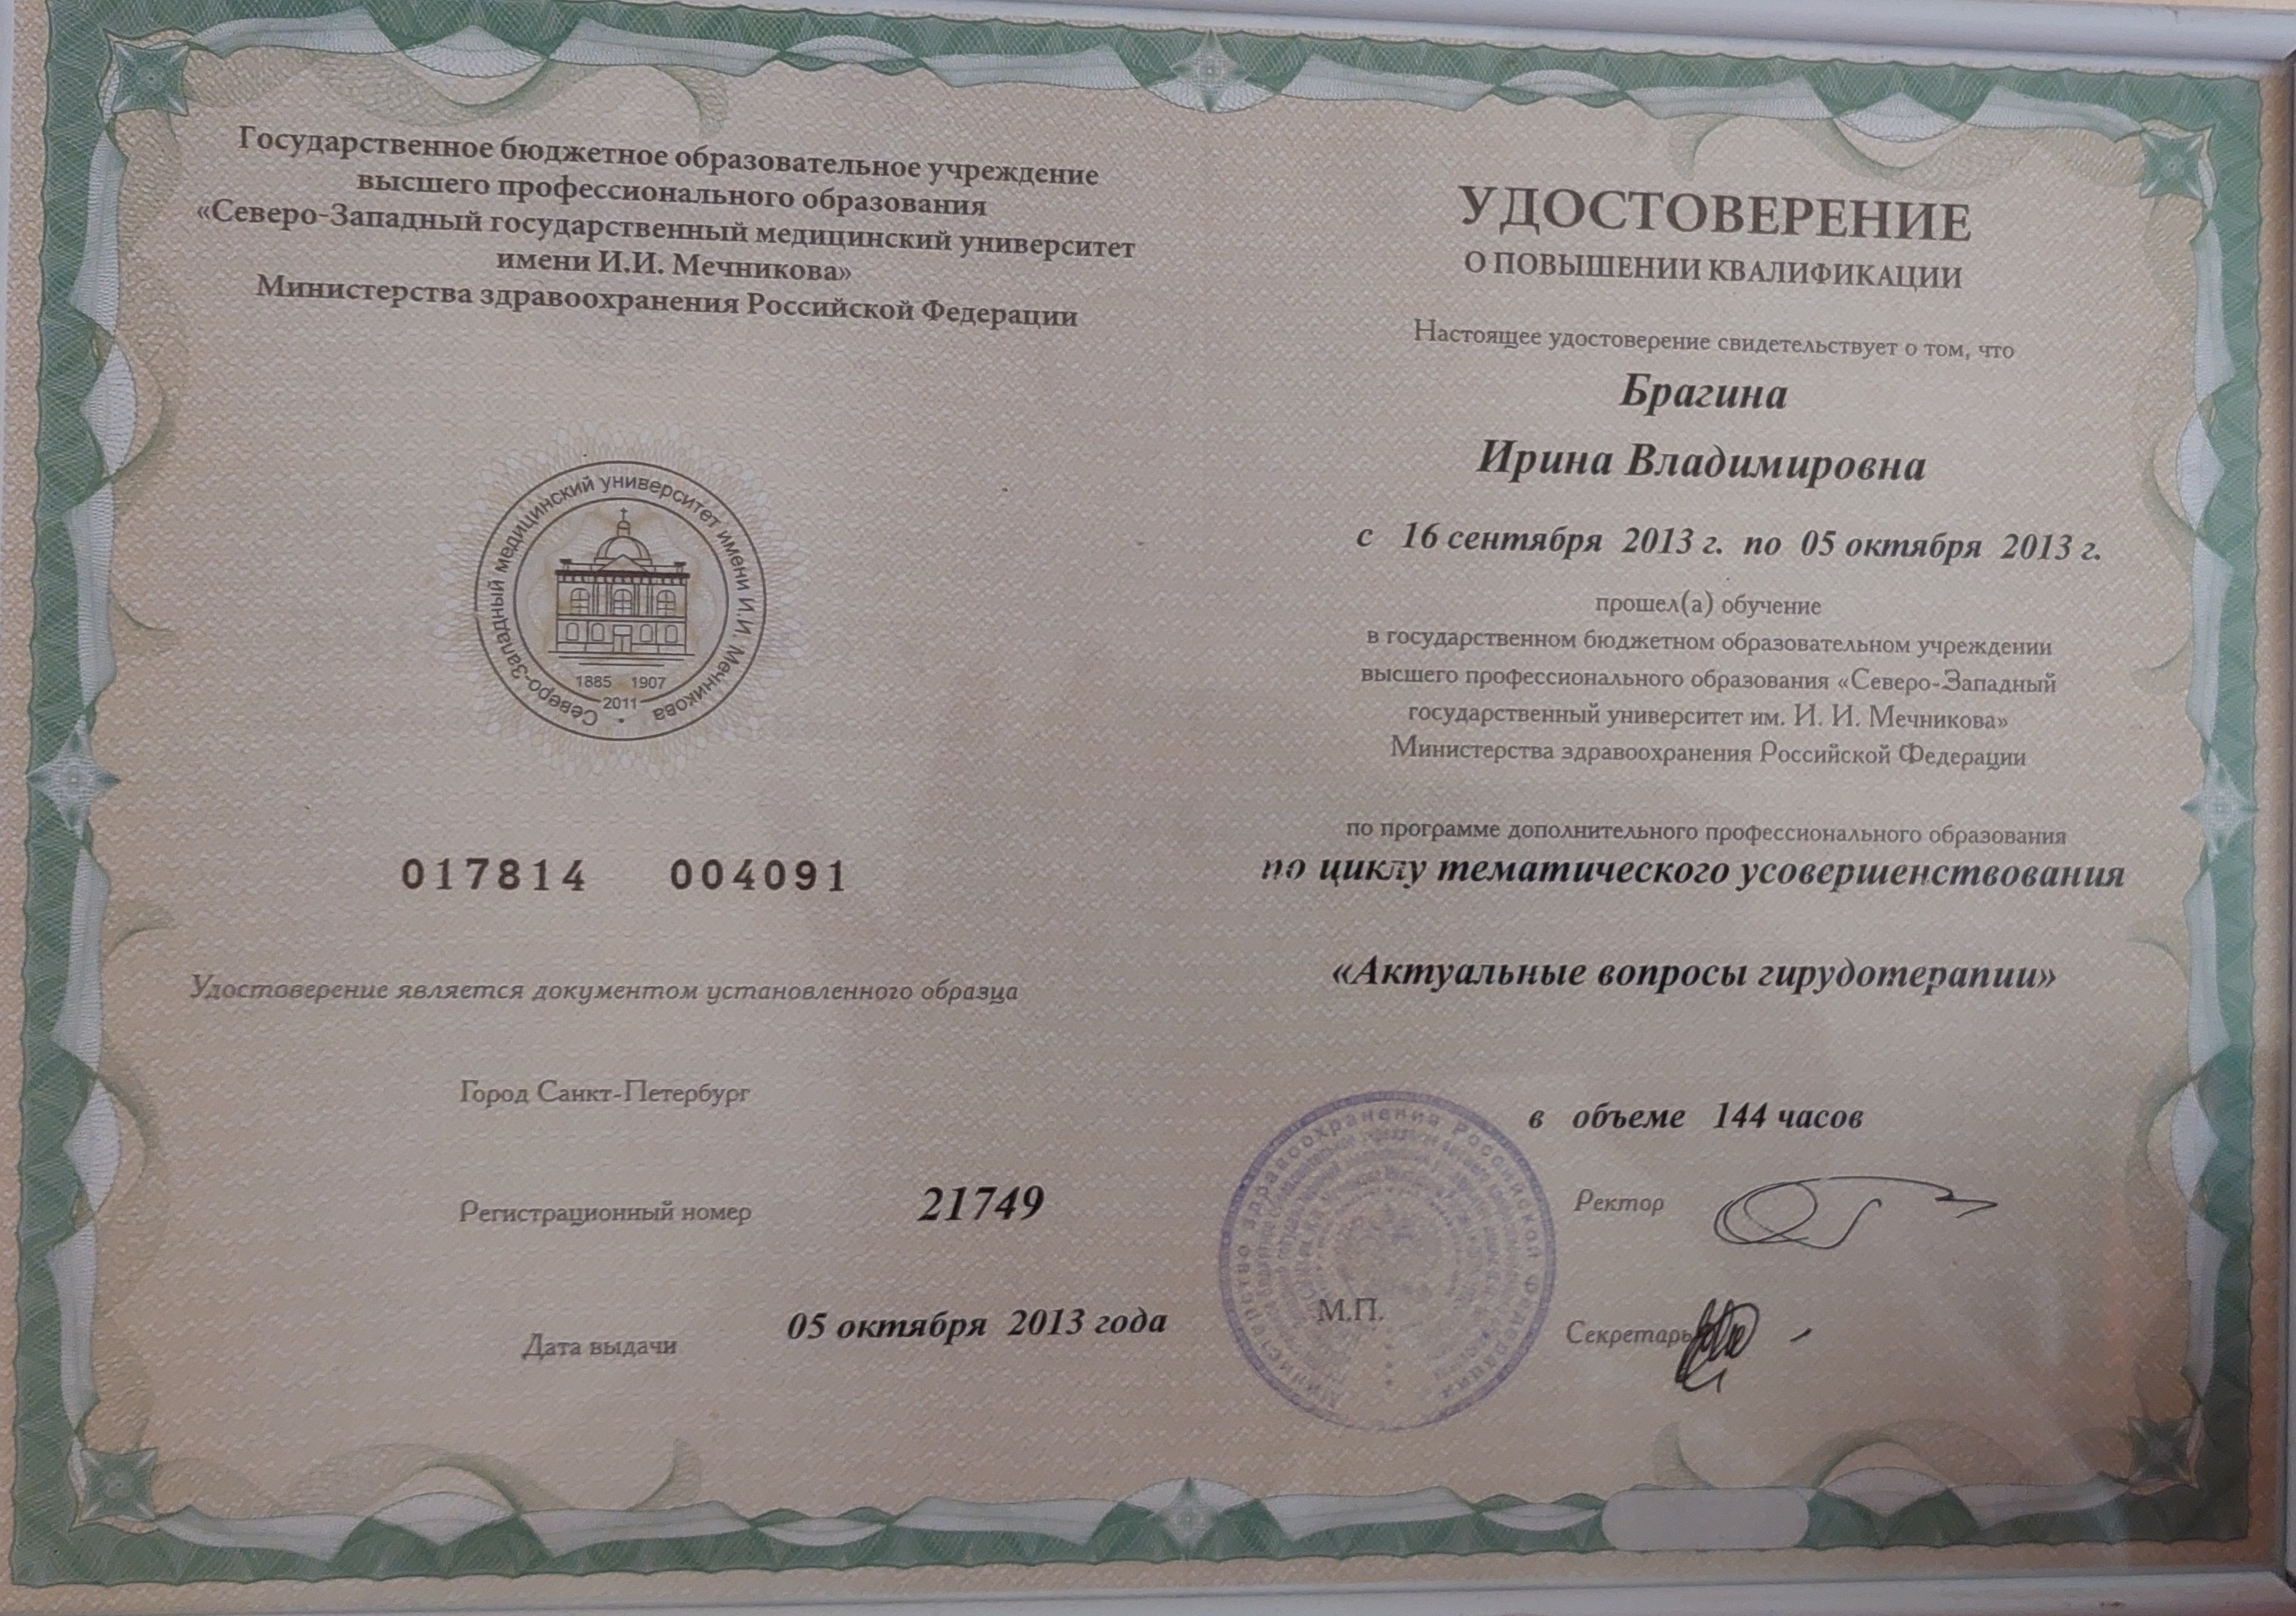 Государственное бюджетное образовательное учреждение
высшего профессионального образования
«Северо-Западный государственный медицинский университет
имени И.И. Мечникова»
Министерства здравоохранения Российской Федерации
Северо-Западный медицинский университет имени И.И. Мечникова
1885 1907
2011
017814 004091
Удостоверение является документом установленного образца
Город Санкт-Петербург
Регистрационный номер 21749
Дата выдачи 05 октября 2013 года
УДОСТОВЕРЕНИЕ
О ПОВЫШЕНИИ КВАЛИФИКАЦИИ
Настоящее удостоверение свидетельствует о том, что
Брагина
Ирина Владимировна
с 16 сентября 2013 г. по 05 октября 2013 г.
прошел(а) обучение
в государственном бюджетном образовательном учреждении
высшего профессионального образования «Северо-Западный
государственный университет им. И. И. Мечникова»
Министерства здравоохранения Российской Федерации
по программе дополнительного профессионального образования
по циклу тематического усовершенствования
«Актуальные вопросы гирудотерапии»
в объеме 144 часов
Ректор
М.П.
Секретарь
Министерство здравоохранения Российской Федерации